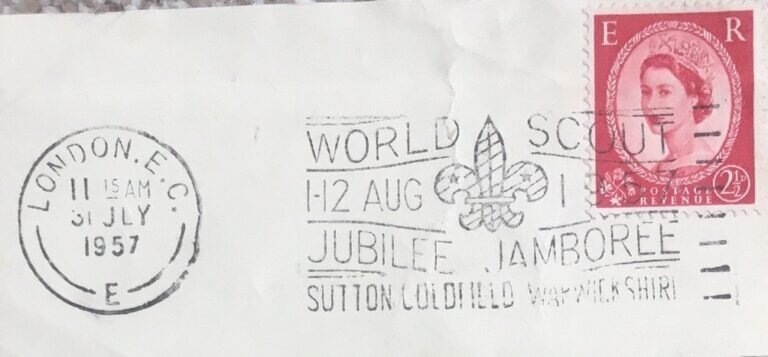 E R
POSTAGE
REVENUE
2½D
LONDON. E.C.
11 15 AM
31 JLY
1957
E
WORLD SCOUT
1-12 AUG 1957
JUBILEE JAMBOREE
SUTTON COLDFIELD WARWICKSHIRE